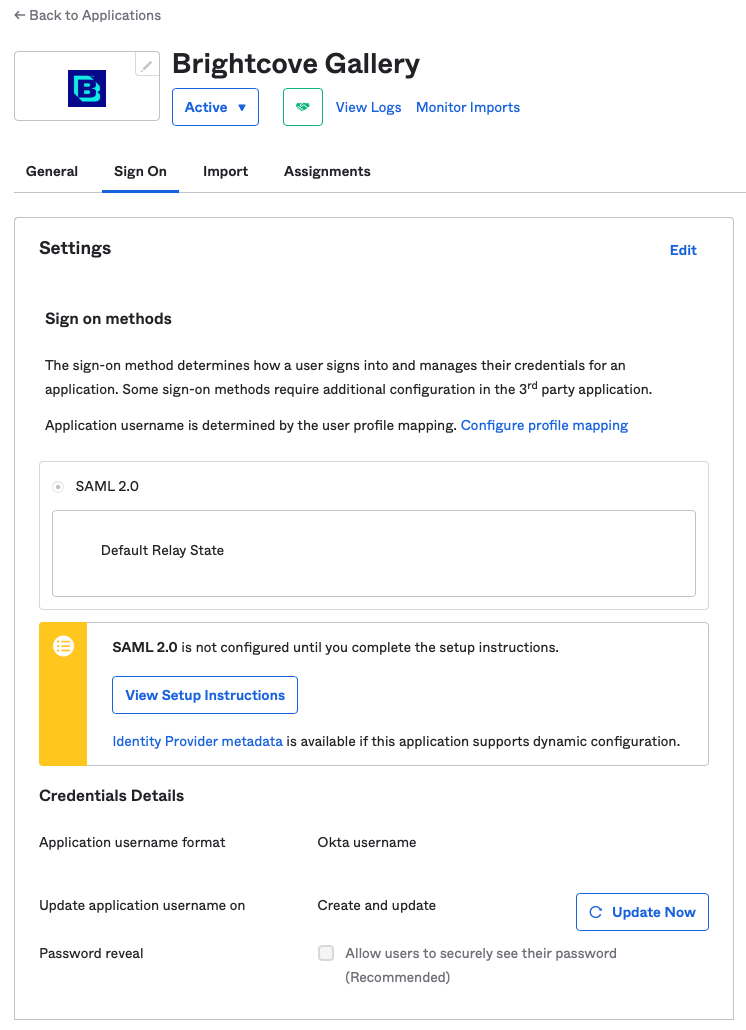 ← Back to Applications
Brightcove Gallery
Active ▼
View Logs
Monitor Imports
General
Sign On
Import
Assignments
Settings
Edit
Sign on methods
The sign-on method determines how a user signs into and manages their credentials for an
application. Some sign-on methods require additional configuration in the 3rd party application.
Application username is determined by the user profile mapping. Configure profile mapping
SAML 2.0
Default Relay State
SAML 2.0 is not configured until you complete the setup instructions.
View Setup Instructions
Identity Provider metadata is available if this application supports dynamic configuration.
Credentials Details
Application username format
Okta username
Update application username on
Create and update
Update Now
Password reveal
Allow users to securely see their password
(Recommended)